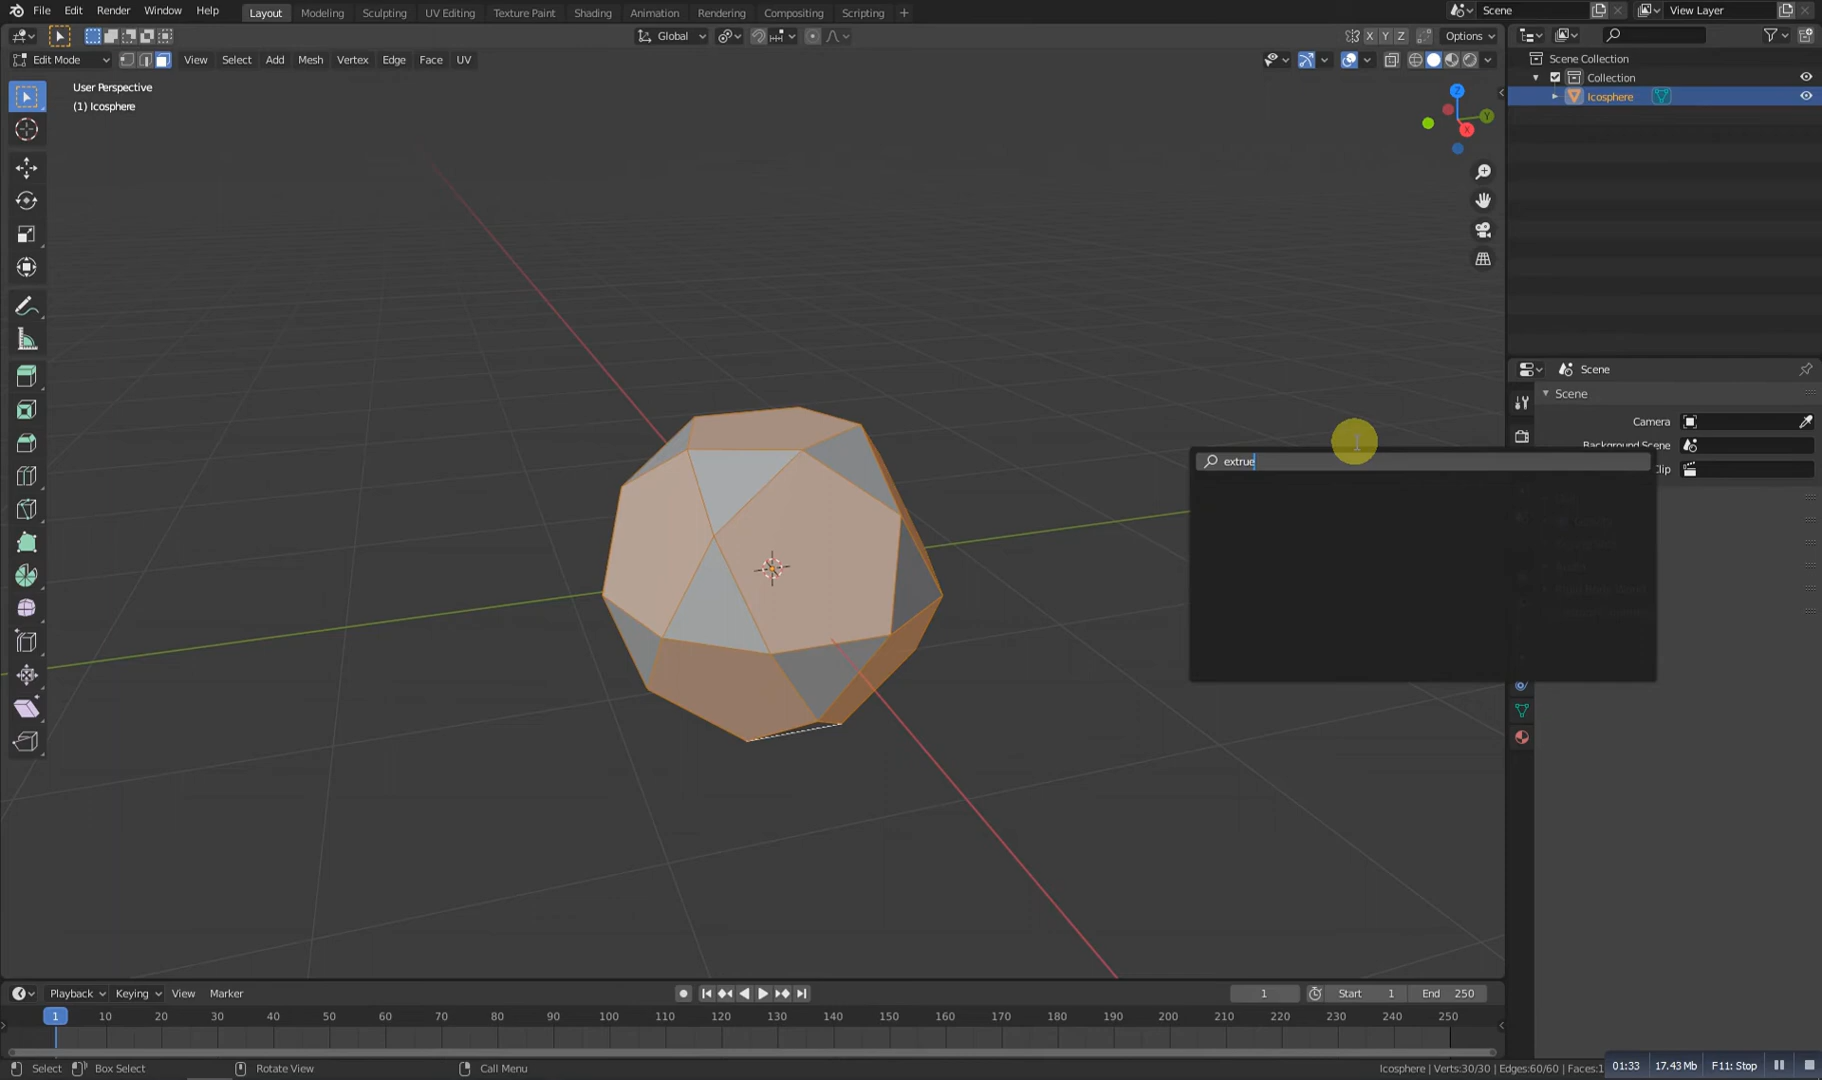 File Edit Render Window Help Layout Modeling Sculpting UV Editing Texture Paint Shading Animation Rendering Compositing Scripting + Scene View Layer
Global X Y Z Options
Edit Mode View Select Add Mesh Vertex Edge Face UV
User Perspective
(1) Icosphere
Z
Y
X
Scene Collection
Collection
Icosphere
Scene
Scene
Camera
Background Scene
lip
extrue
Playback Keying View Marker 1 Start 1 End 250
1 10 20 30 40 50 60 70 80 90 100 110 120 130 140 150 160 170 180 190 200 210 220 230 240 250
Select Box Select Rotate View Call Menu Icosphere | Verts:30/30 | Edges:60/60 | Faces:1 01:33 17.43 Mb F11: Stop